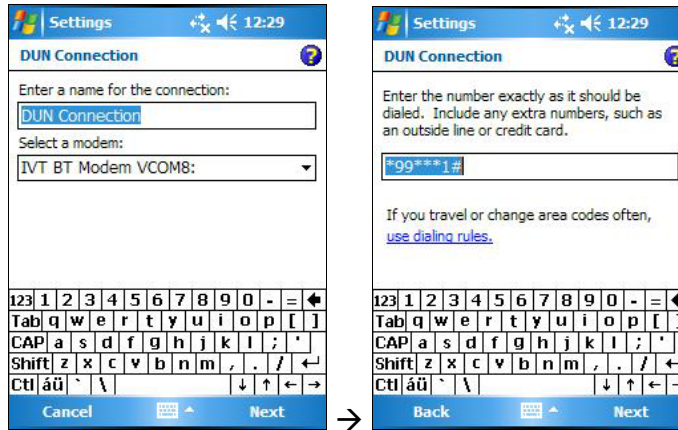 Settings 12:29
DUN Connection
Enter a name for the connection:
DUN Connection
Select a modem:
IVT BT Modem VCOM8:
123 1 2 3 4 5 6 7 8 9 0 - =
Tab q w e r t y u i o p [ ]
CAP a s d f g h j k l ; '
Shift z x c v b n m , . /
Ctl áü ` \
Cancel Next
→
Settings 12:29
DUN Connection
Enter the number exactly as it should be
dialed. Include any extra numbers, such as
an outside line or credit card.
*99***1#
If you travel or change area codes often,
use dialing rules.
123 1 2 3 4 5 6 7 8 9 0 - =
Tab q w e r t y u i o p [ ]
CAP a s d f g h j k l ; '
Shift z x c v b n m , . /
Ctl áü ` \
Back Next